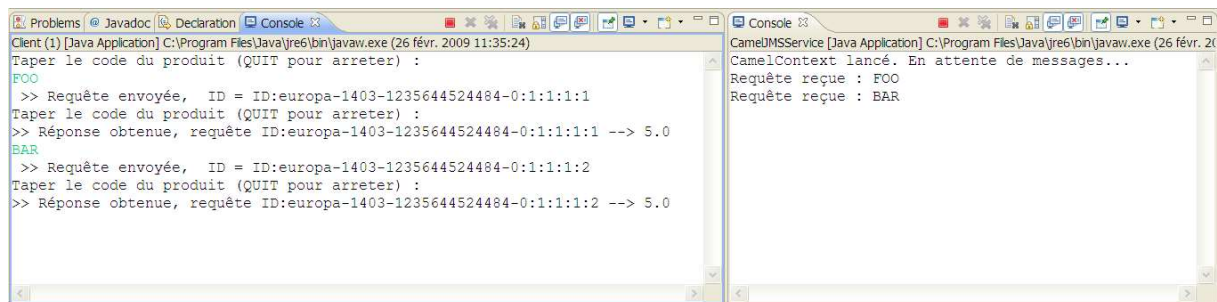 Problems @ Javadoc Declaration Console
Client (1) [Java Application] C:\Program Files\Java\jre6\bin\javaw.exe (26 févr. 2009 11:35:24)
Taper le code du produit (QUIT pour arreter) :
FOO
>> Requête envoyée, ID = ID:europa-1403-1235644524484-0:1:1:1:1
Taper le code du produit (QUIT pour arreter) :
>> Réponse obtenue, requête ID:europa-1403-1235644524484-0:1:1:1:1 --> 5.0
BAR
>> Requête envoyée, ID = ID:europa-1403-1235644524484-0:1:1:1:2
Taper le code du produit (QUIT pour arreter) :
>> Réponse obtenue, requête ID:europa-1403-1235644524484-0:1:1:1:2 --> 5.0
Console
CamelJMSService [Java Application] C:\Program Files\Java\jre6\bin\javaw.exe (26 févr. 20
CamelContext lancé. En attente de messages...
Requête reçue : FOO
Requête reçue : BAR